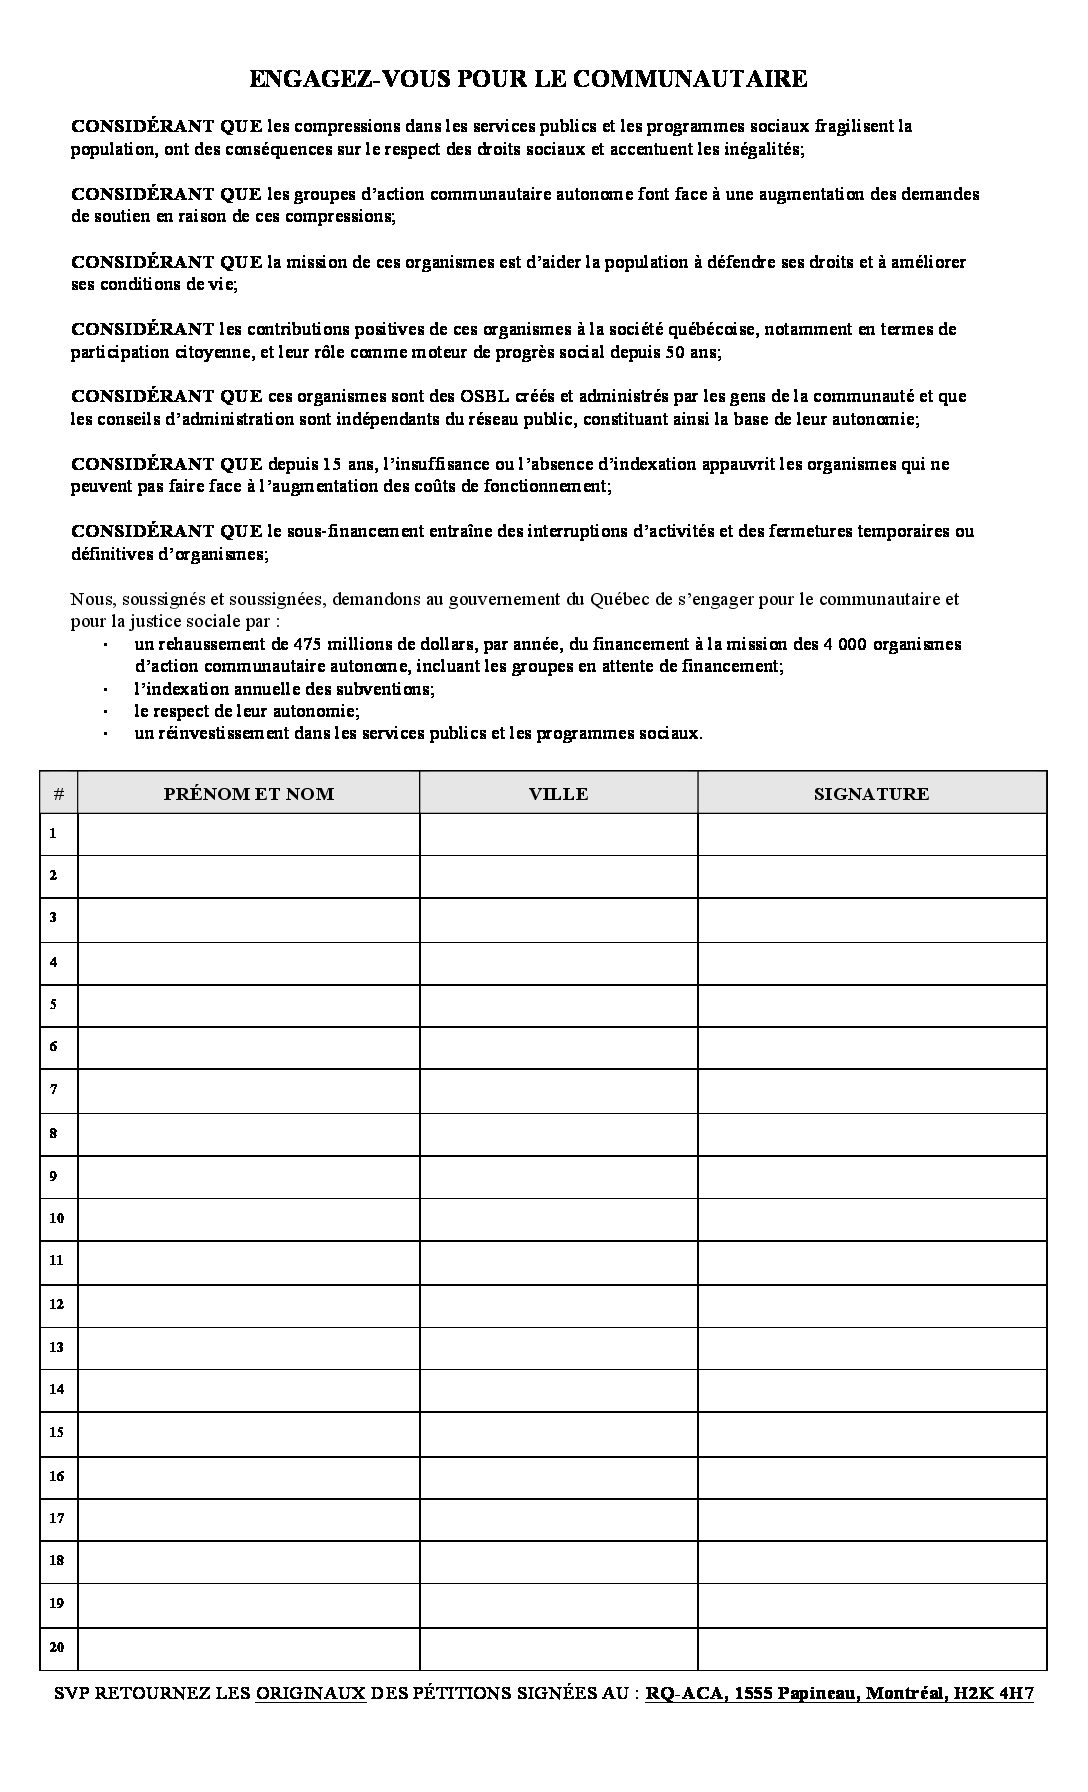 ENGAGEZ-VOUS POUR LE COMMUNAUTAIRE
CONSIDÉRANT QUE les compressions dans les services publics et les programmes sociaux fragilisent la
population, ont des conséquences sur le respect des droits sociaux et accentuent les inégalités;
CONSIDÉRANT QUE les groupes d’action communautaire autonome font face à une augmentation des demandes
de soutien en raison de ces compressions;
CONSIDÉRANT QUE la mission de ces organismes est d’aider la population à défendre ses droits et à améliorer
ses conditions de vie;
CONSIDÉRANT les contributions positives de ces organismes à la société québécoise, notamment en termes de
participation citoyenne, et leur rôle comme moteur de progrès social depuis 50 ans;
CONSIDÉRANT QUE ces organismes sont des OSBL créés et administrés par les gens de la communauté et que
les conseils d’administration sont indépendants du réseau public, constituant ainsi la base de leur autonomie;
CONSIDÉRANT QUE depuis 15 ans, l’insuffisance ou l’absence d’indexation appauvrit les organismes qui ne
peuvent pas faire face à l’augmentation des coûts de fonctionnement;
CONSIDÉRANT QUE le sous-financement entraîne des interruptions d’activités et des fermetures temporaires ou
définitives d’organismes;
Nous, soussignés et soussignées, demandons au gouvernement du Québec de s’engager pour le communautaire et
pour la justice sociale par :
· un rehaussement de 475 millions de dollars, par année, du financement à la mission des 4 000 organismes
d’action communautaire autonome, incluant les groupes en attente de financement;
· l’indexation annuelle des subventions;
· le respect de leur autonomie;
· un réinvestissement dans les services publics et les programmes sociaux.
# PRÉNOM ET NOM VILLE SIGNATURE
1
2
3
4
5
6
7
8
9
10
11
12
13
14
15
16
17
18
19
20
SVP RETOURNEZ LES ORIGINAUX DES PÉTITIONS SIGNÉES AU : RQ-ACA, 1555 Papineau, Montréal, H2K 4H7